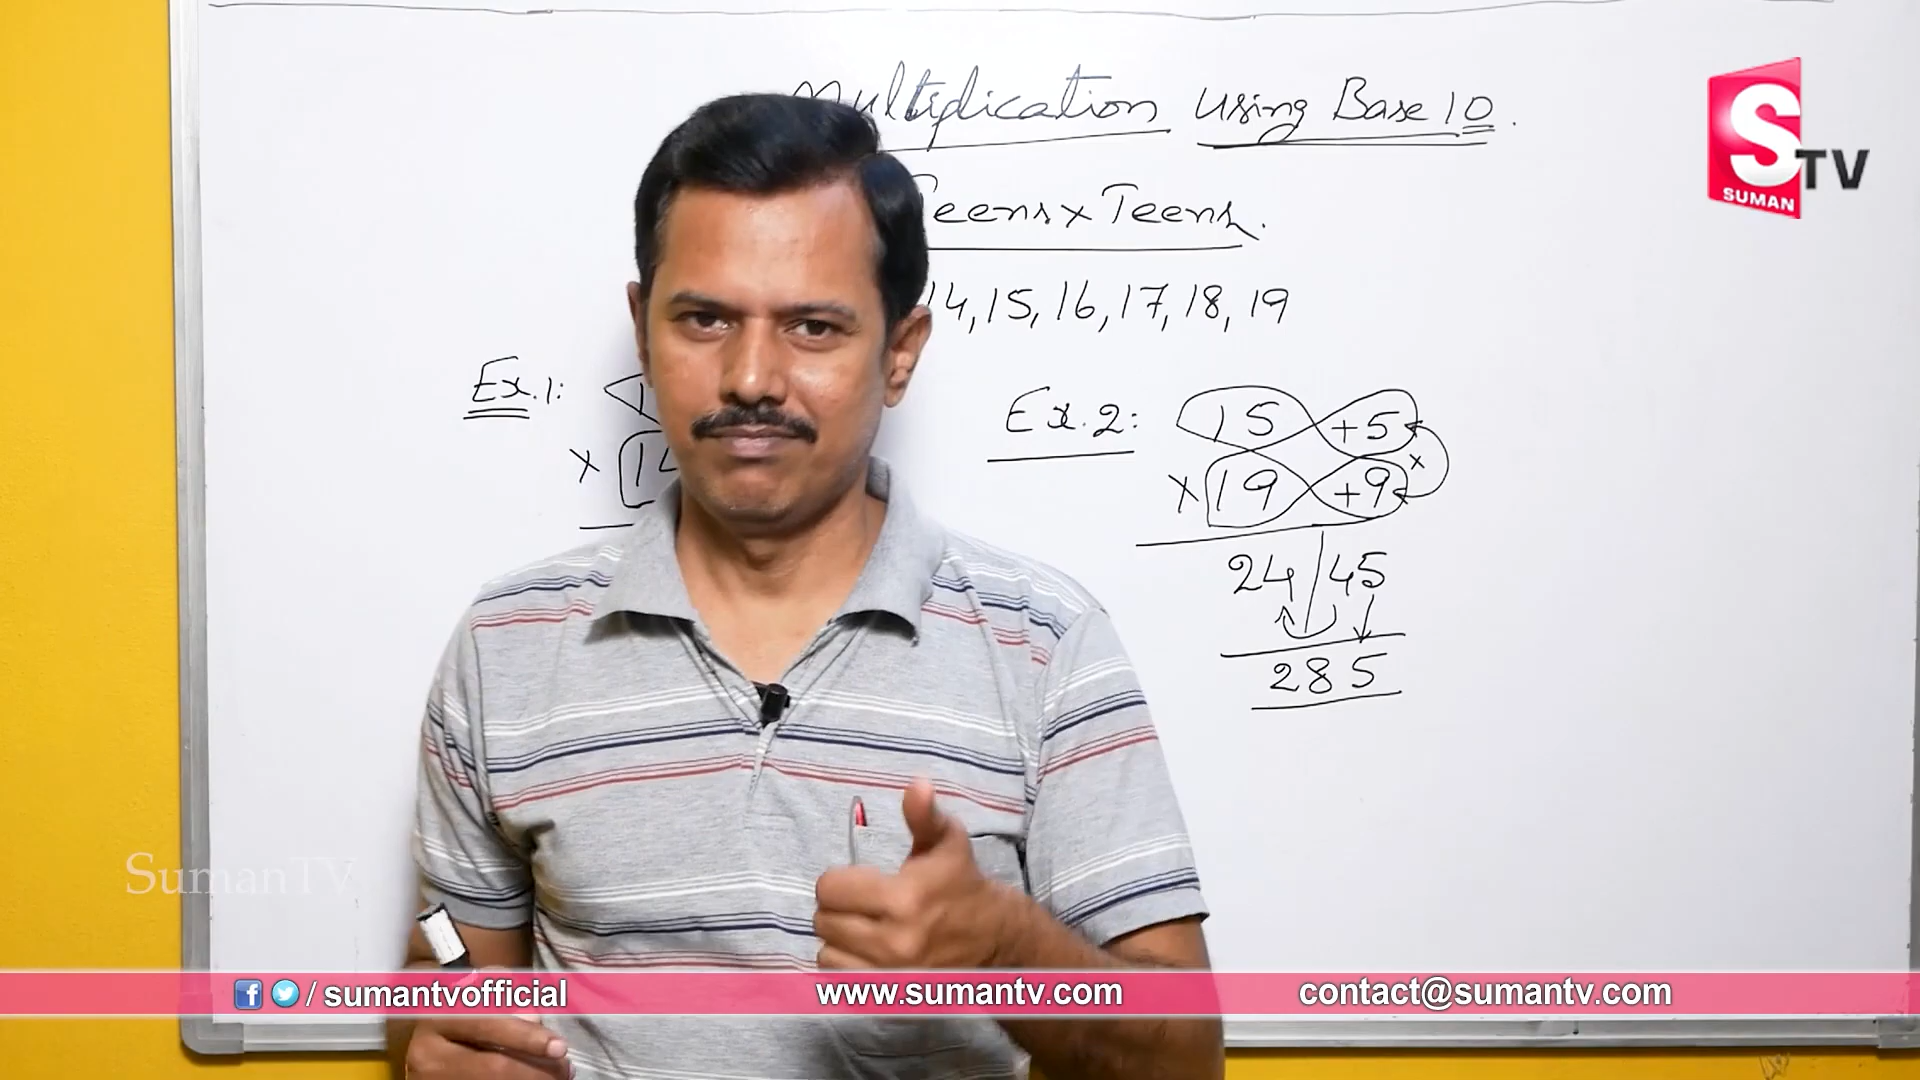 Multiplication using Base 10.
Teens x Teens.
14, 15, 16, 17, 18, 19
Ex.1:
x 14
Ex.2: 15 +5
x 19 +9
x
24 / 45
285
S TV
SUMAN
SumanTV
f / sumantvofficial www.sumantv.com contact@sumantv.com